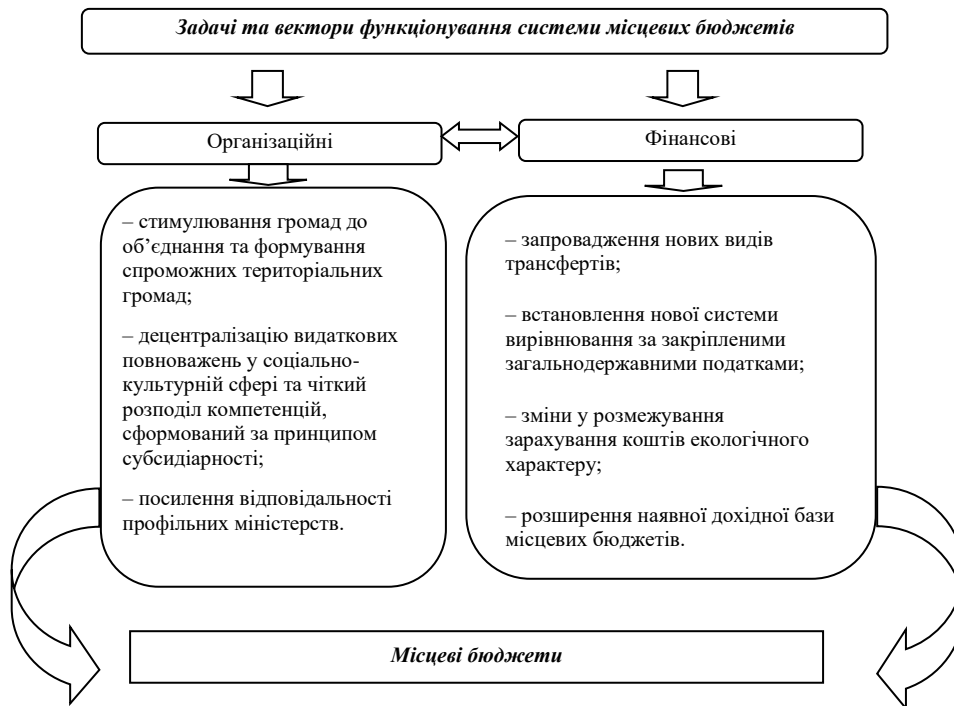 Задачі та вектори функціонування системи місцевих бюджетів
Організаційні
Фінансові
– стимулювання громад до
об’єднання та формування
спроможних територіальних
громад;
– децентралізацію видаткових
повноважень у соціально-
культурній сфері та чіткий
розподіл компетенцій,
сформований за принципом
субсидіарності;
– посилення відповідальності
профільних міністерств.
– запровадження нових видів
трансфертів;
– встановлення нової системи
вирівнювання за закріпленими
загальнодержавними податками;
– зміни у розмежування
зарахування коштів екологічного
характеру;
– розширення наявної дохідної бази
місцевих бюджетів.
Місцеві бюджети